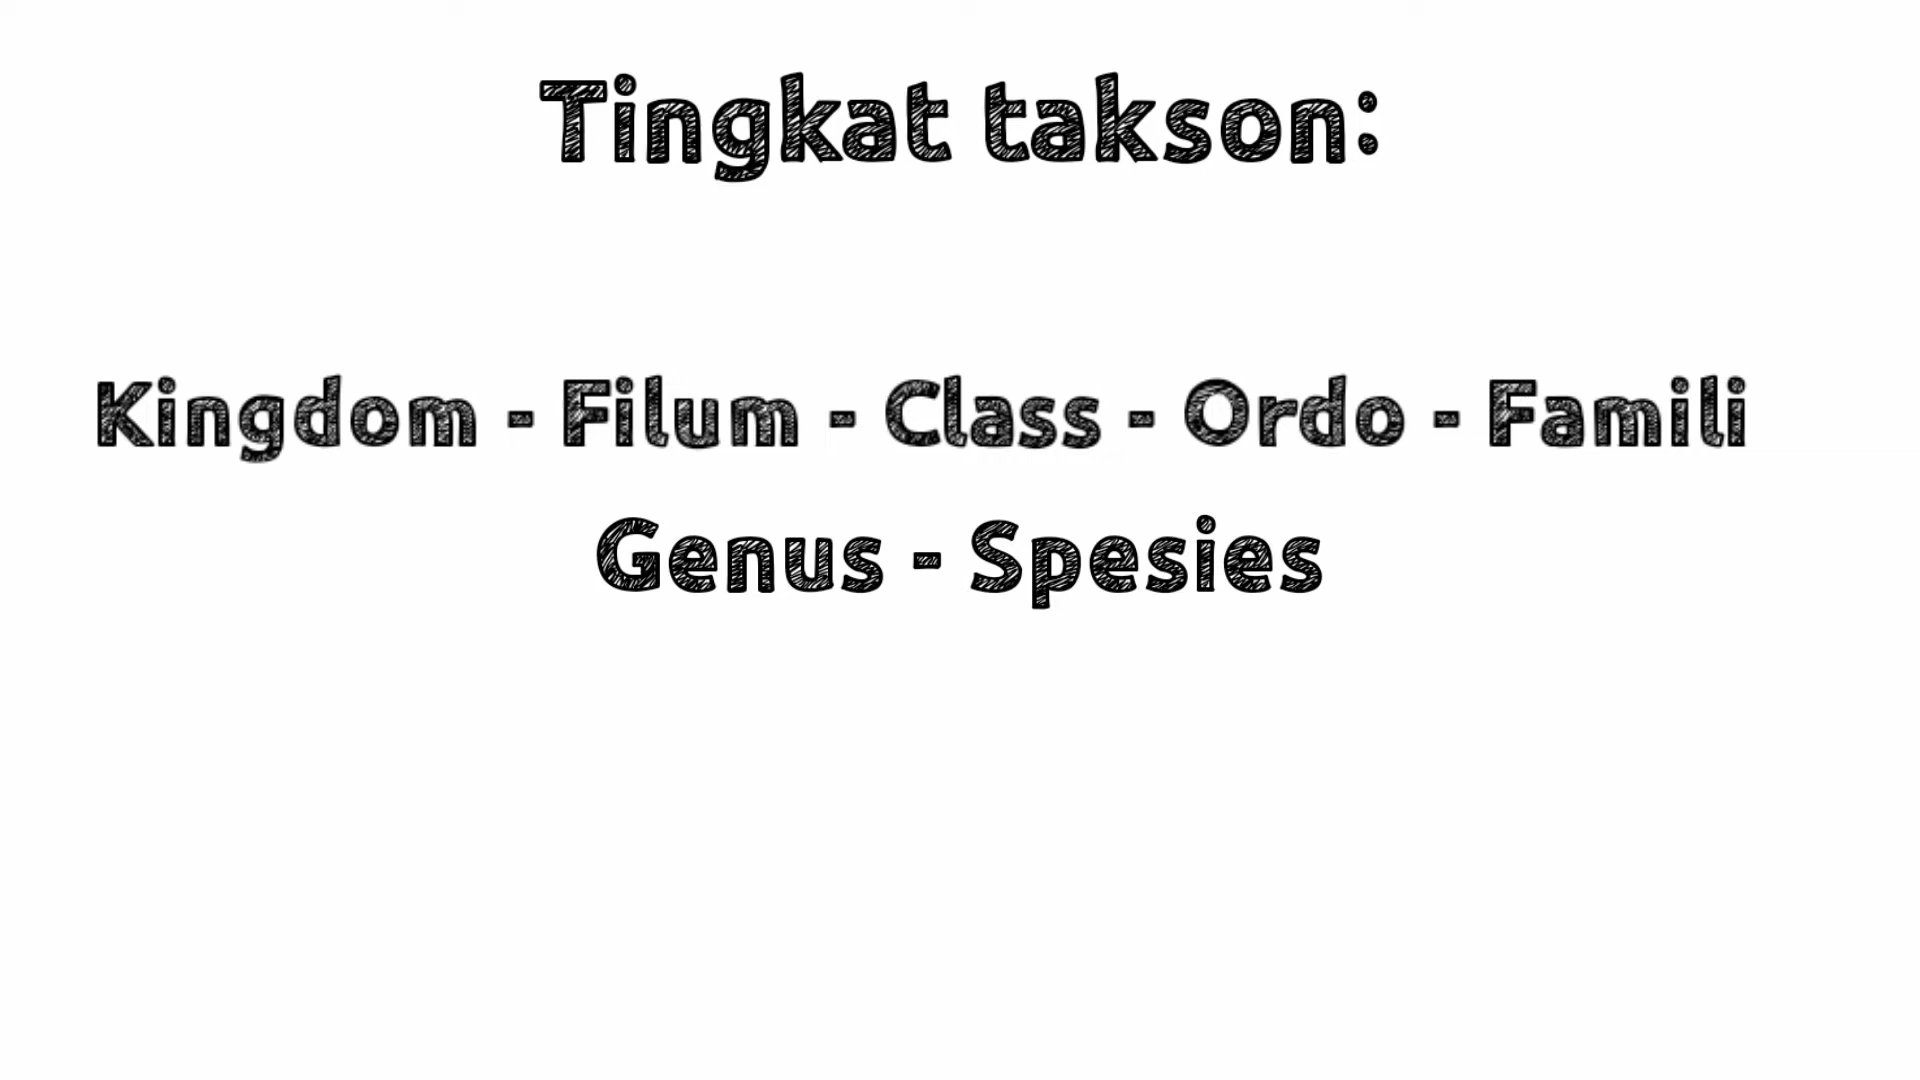 Tingkat takson:
Kingdom - Filum - Class - Ordo - Famili
Genus - Spesies